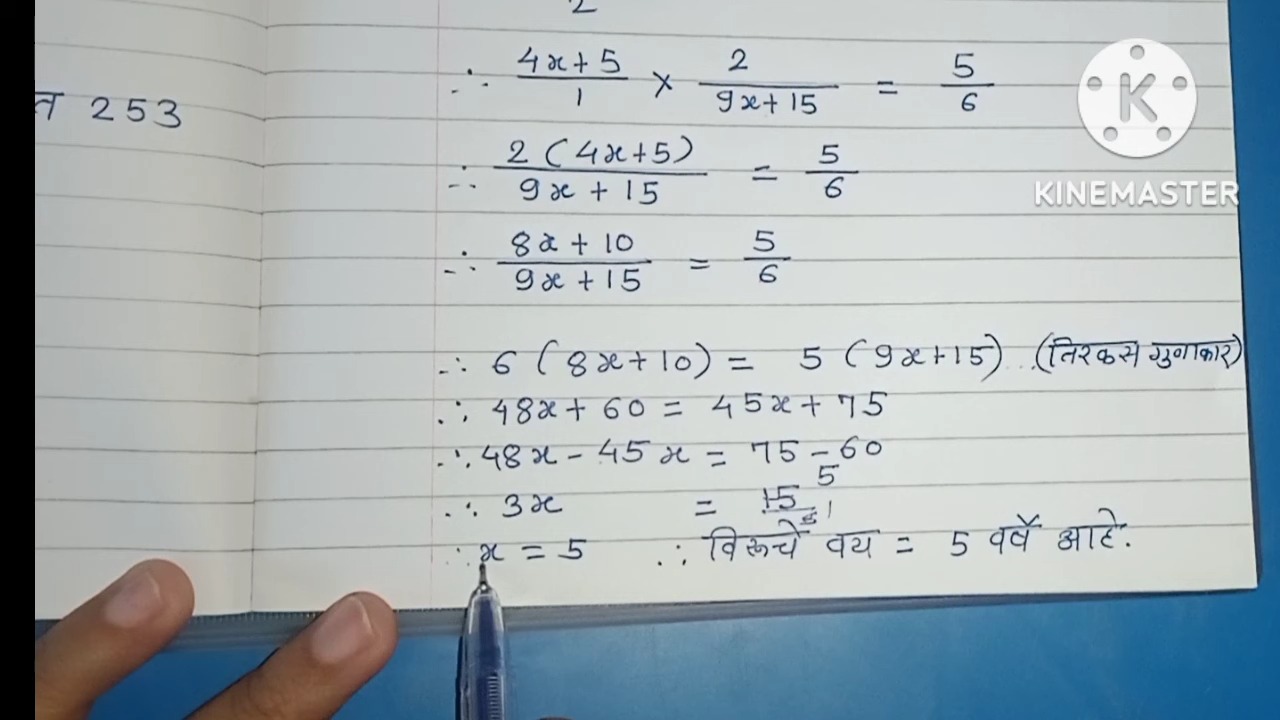 2
त 253
∴ 4x+5/1 × 2/9x+15 = 5/6
∴ 2(4x+5)/9x+15 = 5/6
∴ 8x+10/9x+15 = 5/6
∴ 6(8x+10) = 5(9x+15) ...(तिरकस गुणाकार)
∴ 48x+60 = 45x+75
∴ 48x-45x = 75-60
∴ 3x = 15 5
∴ x = 5 ∴ विरूचे वय = 5 वर्षे आहे.
K
KINEMASTER